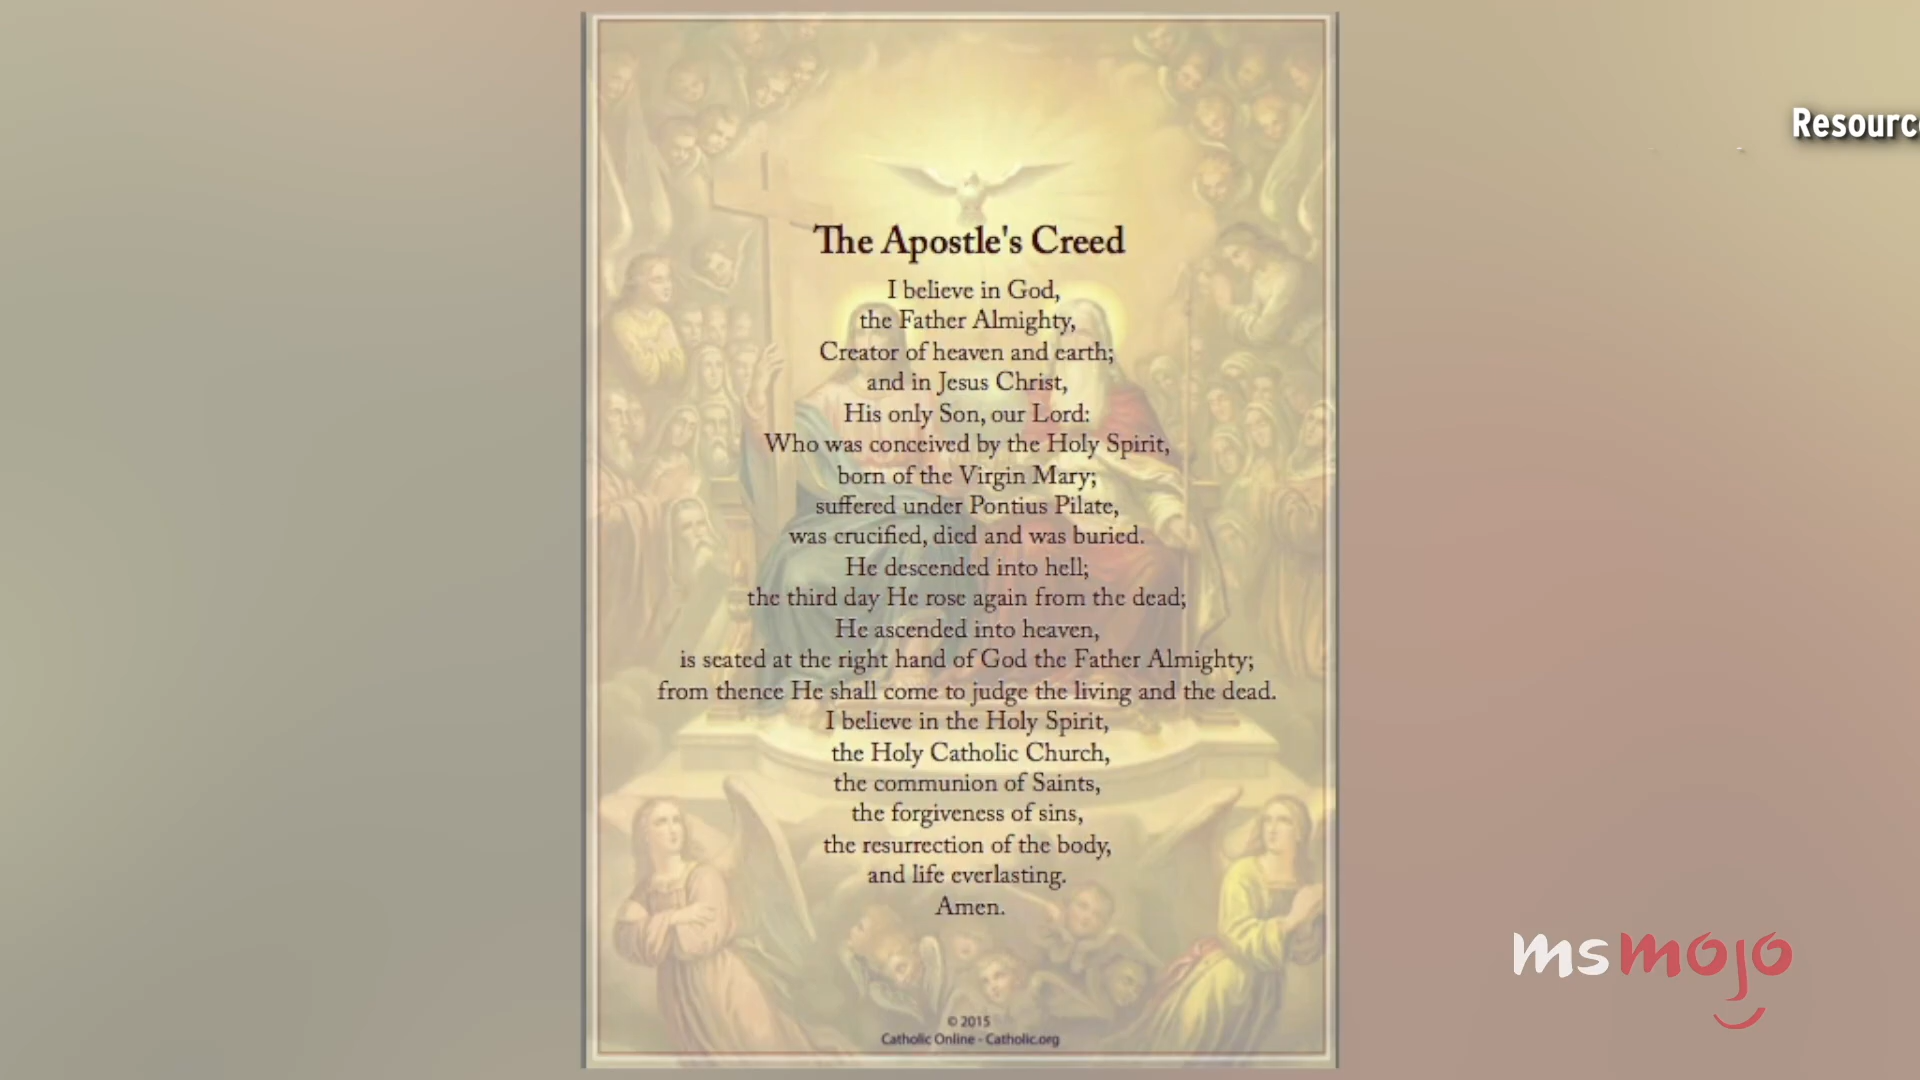 The Apostle's Creed
I believe in God,
the Father Almighty,
Creator of heaven and earth;
and in Jesus Christ,
His only Son, our Lord:
Who was conceived by the Holy Spirit,
born of the Virgin Mary;
suffered under Pontius Pilate,
was crucified, died and was buried.
He descended into hell;
the third day He rose again from the dead;
He ascended into heaven,
is seated at the right hand of God the Father Almighty;
from thence He shall come to judge the living and the dead.
I believe in the Holy Spirit,
the Holy Catholic Church,
the communion of Saints,
the forgiveness of sins,
the resurrection of the body,
and life everlasting.
Amen.
© 2015
Catholic Online - Catholic.org
msmojo